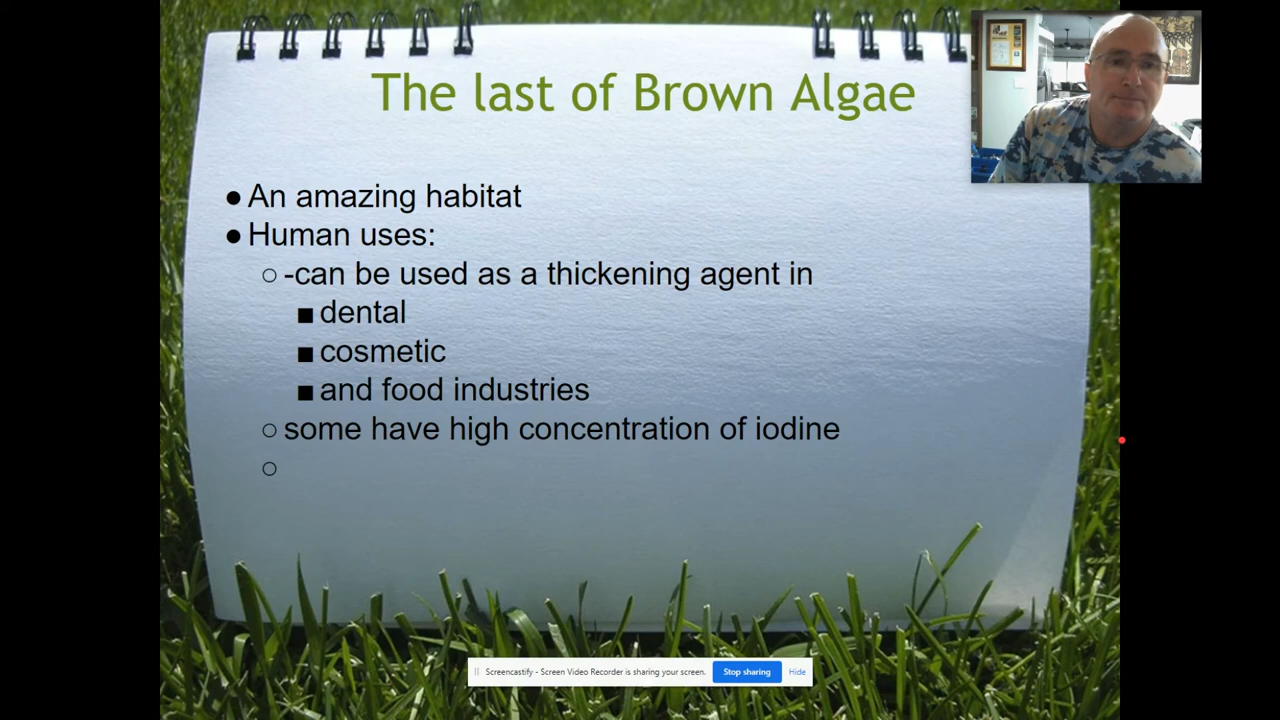 The last of Brown Algae
● An amazing habitat
● Human uses:
○ -can be used as a thickening agent in
■ dental
■ cosmetic
■ and food industries
○ some have high concentration of iodine
○
Screencastify - Screen Video Recorder is sharing your screen. Stop sharing Hide